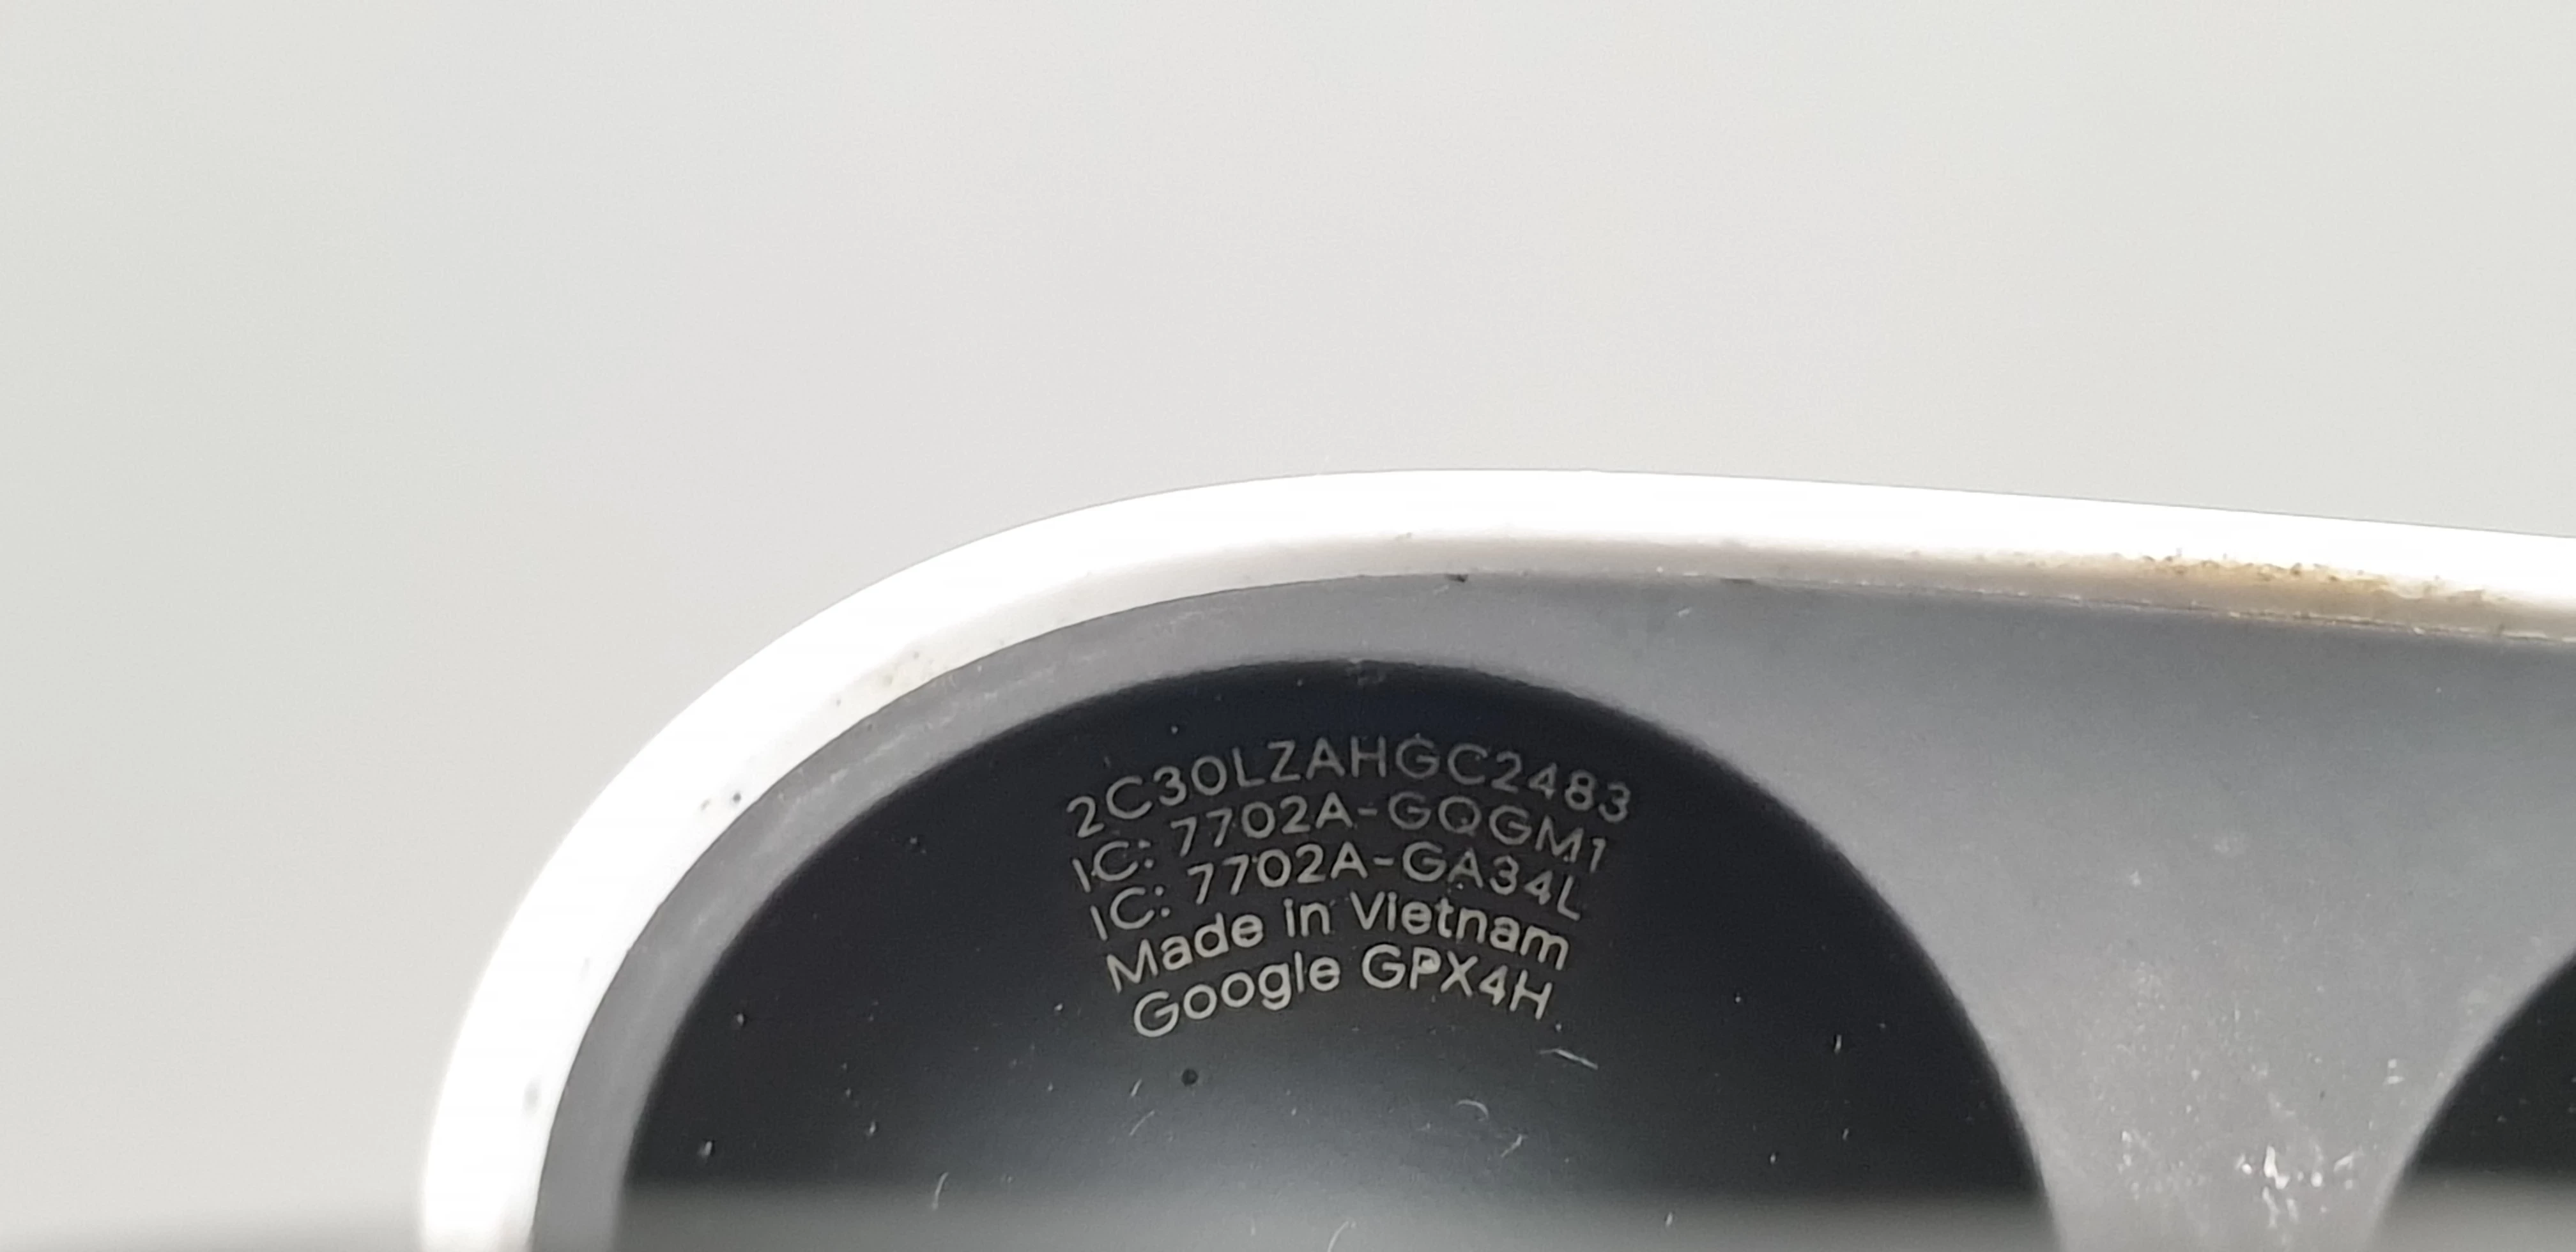 2C30LZAHGC2483
IC: 7702A-GQGM1
IC: 7702A-GA34L
Made in Vietnam
Google GPX4H